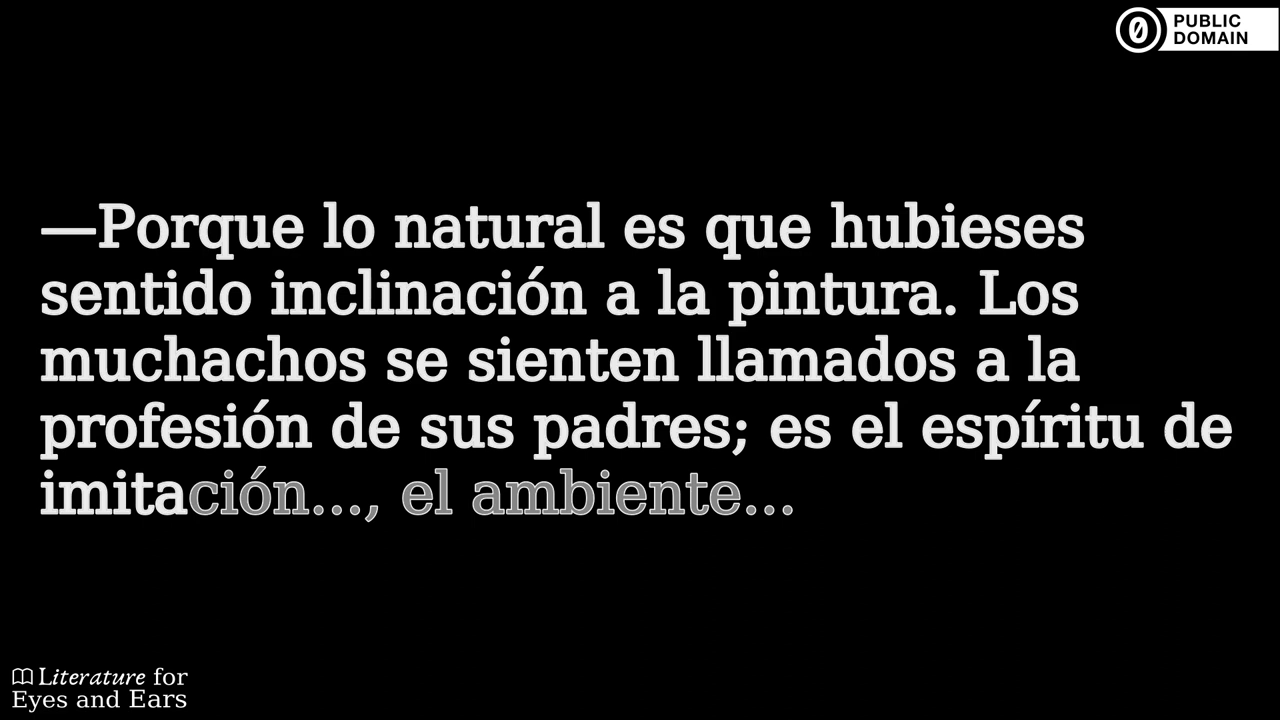 PUBLIC
DOMAIN
—Porque lo natural es que hubieses
sentido inclinación a la pintura. Los
muchachos se sienten llamados a la
profesión de sus padres; es el espíritu de
imitación..., el ambiente...
Literature for
Eyes and Ears